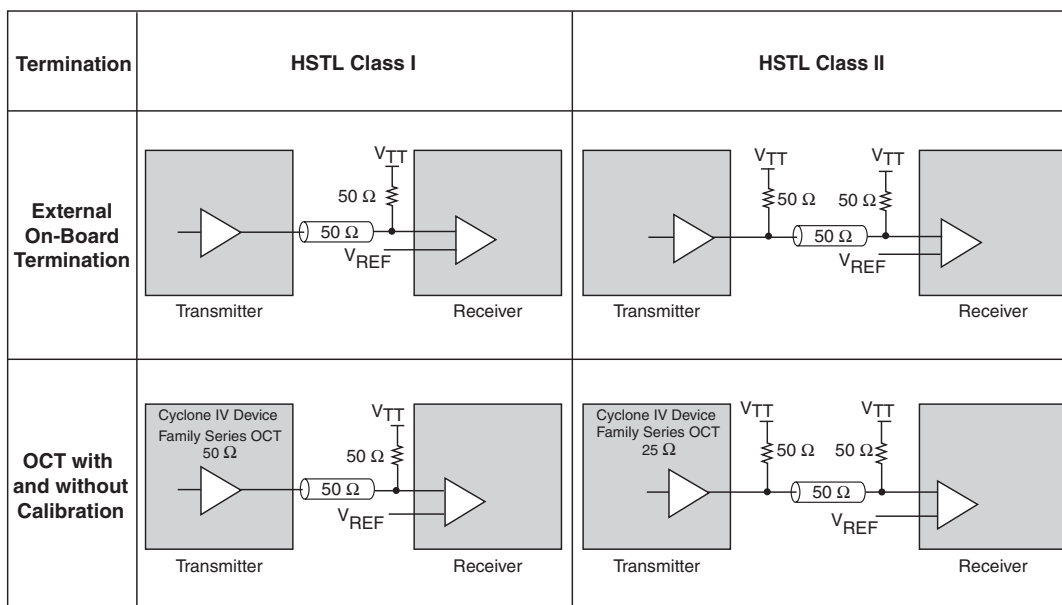 Termination
HSTL Class I
HSTL Class II
External
On-Board
Termination
VTT
50 Ω
50 Ω
VREF
Transmitter
Receiver
VTT
VTT
50 Ω
50 Ω
50 Ω
VREF
Transmitter
Receiver
OCT with
and without
Calibration
Cyclone IV Device
Family Series OCT
50 Ω
VTT
50 Ω
50 Ω
VREF
Transmitter
Receiver
Cyclone IV Device
Family Series OCT
25 Ω
VTT
VTT
50 Ω
50 Ω
50 Ω
VREF
Transmitter
Receiver